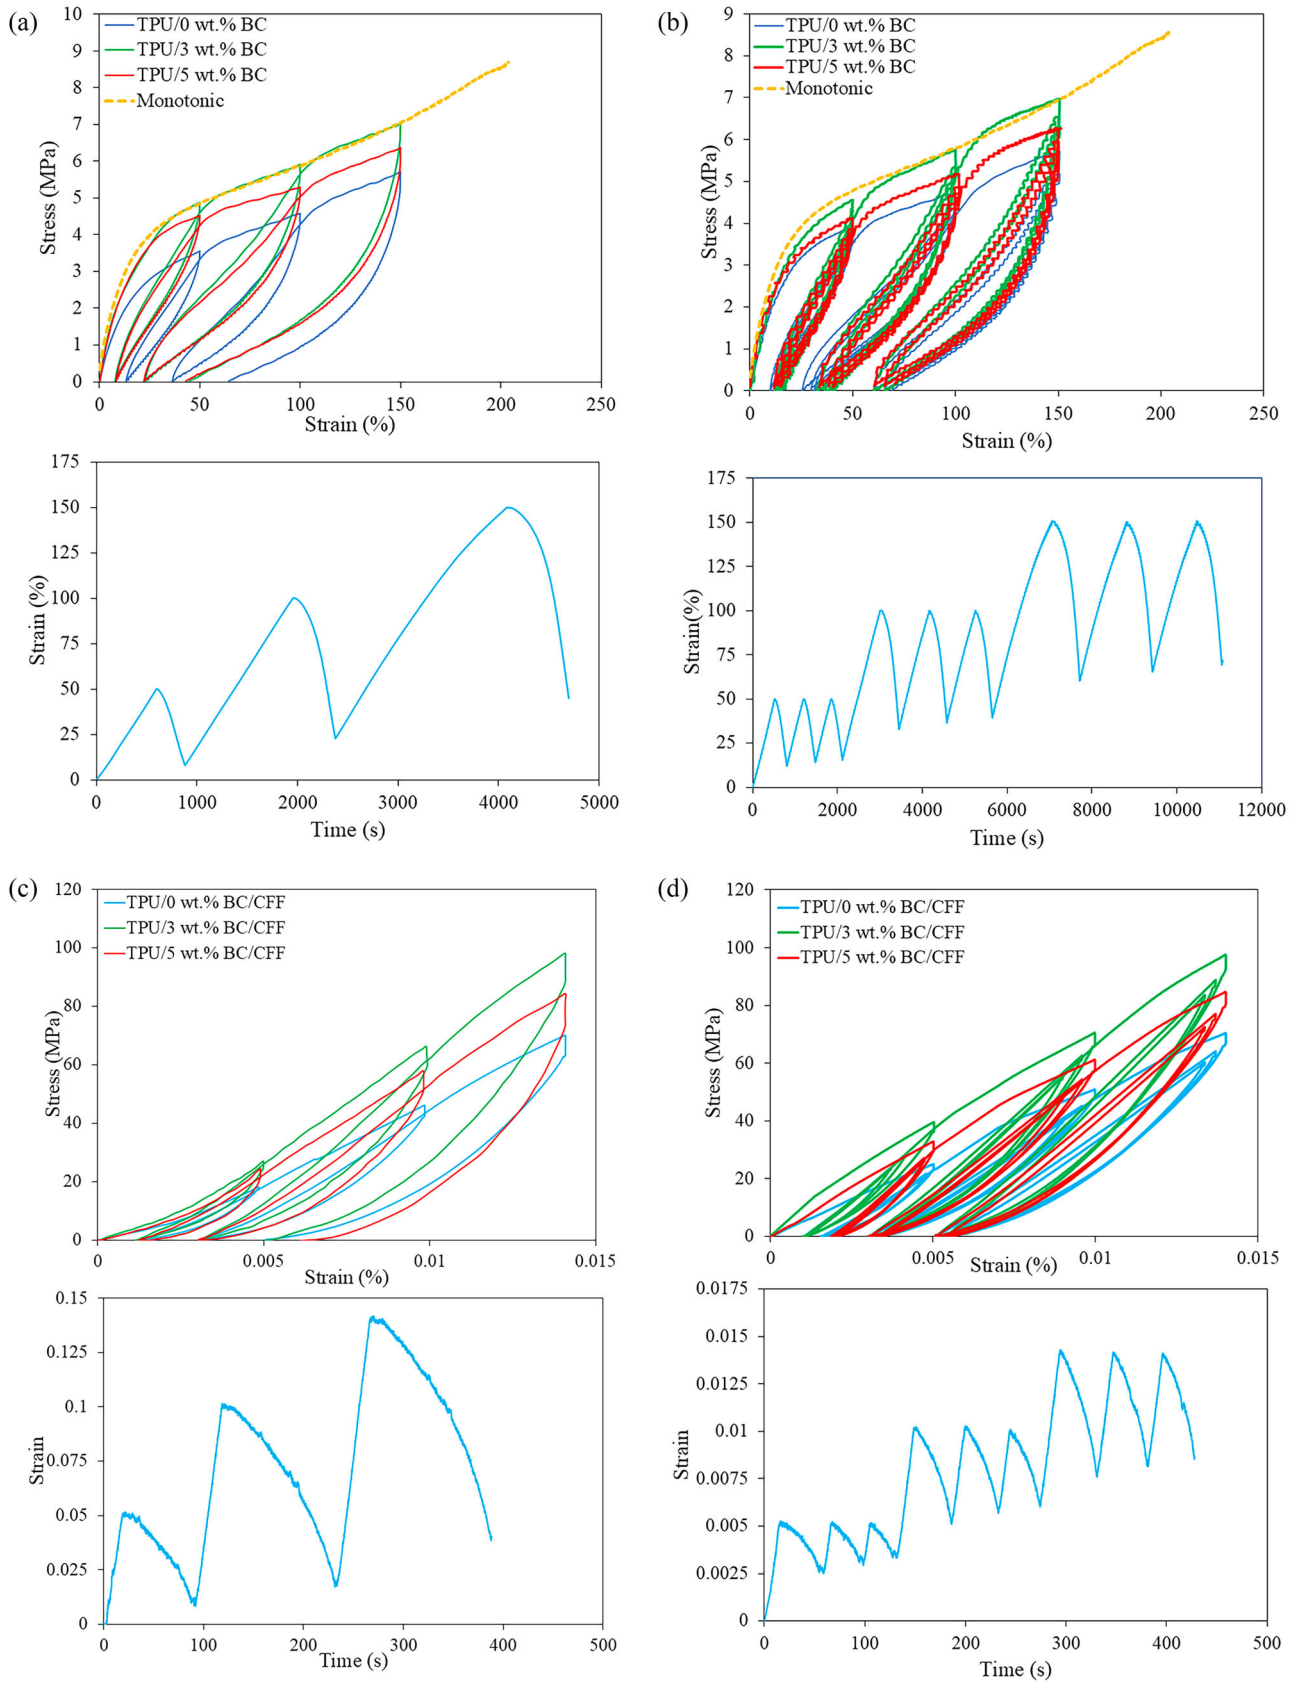 (a)
10
9
8
7
6
5
4
3
2
1
0
Stress (MPa)
TPU/0 wt.% BC
TPU/3 wt.% BC
TPU/5 wt.% BC
Monotonic
0 50 100 150 200 250
Strain (%)
175
150
125
100
75
50
25
0
Strain (%)
0 1000 2000 3000 4000 5000
Time (s)
(b)
9
8
7
6
5
4
3
2
1
0
Stress (MPa)
TPU/0 wt.% BC
TPU/3 wt.% BC
TPU/5 wt.% BC
Monotonic
0 50 100 150 200 250
Strain (%)
175
150
125
100
75
50
25
0
Strain(%)
0 2000 4000 6000 8000 10000 12000
Time (s)
(c)
120
100
80
60
40
20
0
Stress (MPa)
TPU/0 wt.% BC/CFF
TPU/3 wt.% BC/CFF
TPU/5 wt.% BC/CFF
0 0.005 0.01 0.015
Strain (%)
0.15
0.125
0.1
0.075
0.05
0.025
0
Strain
0 100 200 300 400 500
Time (s)
(d)
120
100
80
60
40
20
0
Stress (MPa)
TPU/0 wt.% BC/CFF
TPU/3 wt.% BC/CFF
TPU/5 wt.% BC/CFF
0 0.005 0.01 0.015
Strain (%)
0.0175
0.015
0.0125
0.01
0.0075
0.005
0.0025
0
Strain
0 100 200 300 400 500
Time (s)